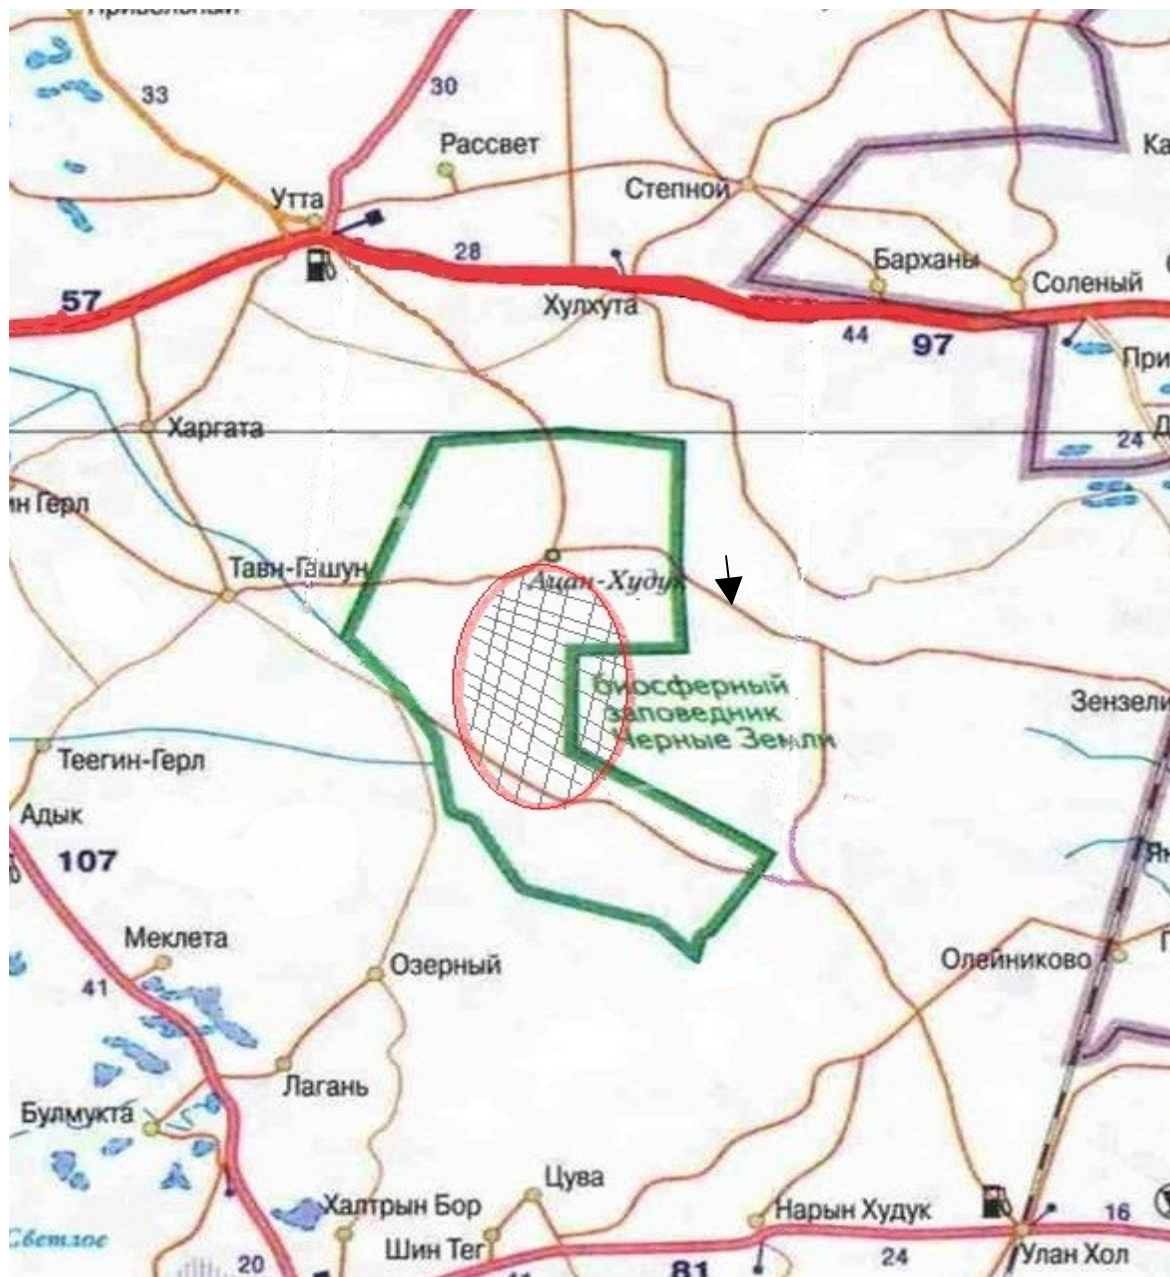 Привольный
33
30
Рассвет
Утта
Степной
28
Барханы
Соленый
57
Хулхута
44
97
При
Харгата
24
Д
ин Герл
Тавн-Гашун
Ацан-Худук
биосферный
заповедник
Черные Земли
Зензели
Теегин-Герл
Адык
107
Ян
Меклета
Олейниково
41
Озерный
Лагань
Булмукта
Цува
Халтрын Бор
Нарын Худук
16
Светлое
Шин Тег
24
Улан Хол
20
81
Ка